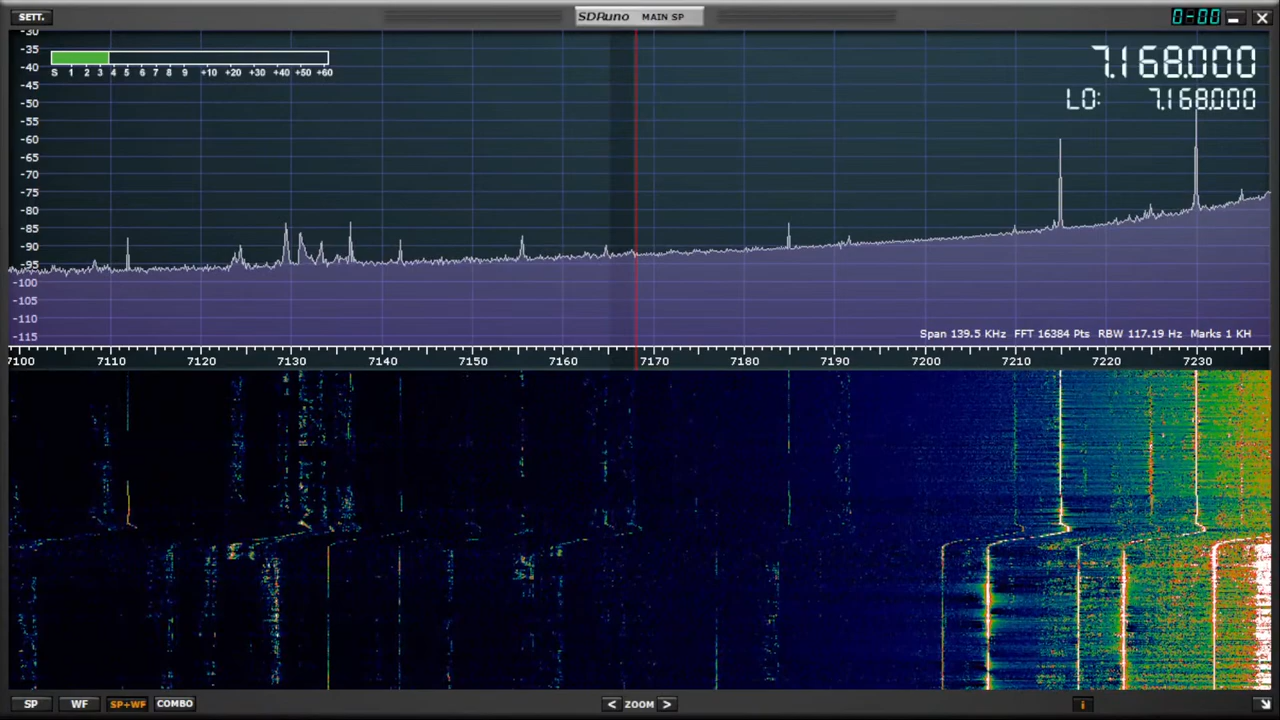 SETT.
SDRuno MAIN SP
0-00
-30
-35
-40
-45
-50
-55
-60
-65
-70
-75
-80
-85
-90
-95
-100
-105
-110
-115
S 1 2 3 4 5 6 7 8 9 +10 +20 +30 +40 +50 +60
7.168.000
LO: 7.168.000
Span 139.5 KHz FFT 16384 Pts RBW 117.19 Hz Marks 1 KH
7100 7110 7120 7130 7140 7150 7160 7170 7180 7190 7200 7210 7220 7230
SP WF SP+WF COMBO < ZOOM > i